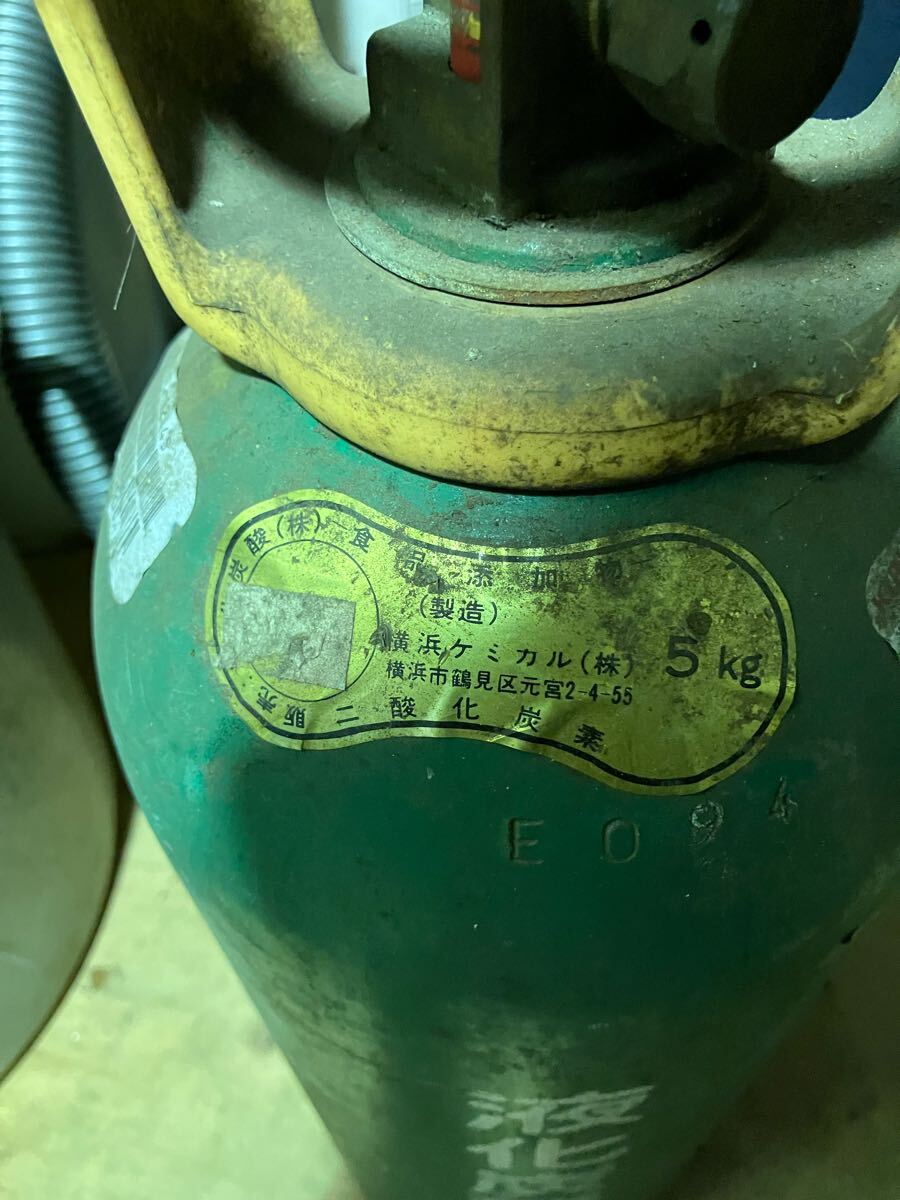 炭酸(株) 食品添加物
(製造)
横浜ケミカル(株)
横浜市鶴見区元宮2-4-55
5kg
販売
二酸化炭素
E094
液
化